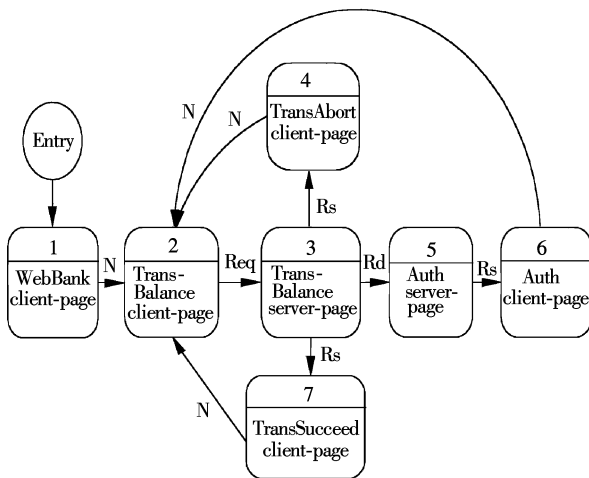 4
N
TransAbort
client-page
N
Entry
Rs
1
WebBank
client-page
N
2
Trans-
Balance
client-page
Req
3
Trans-
Balance
server-page
Rd
5
Auth
server-
page
Rs
6
Auth
client-page
Rs
7
N
TransSucceed
client-page